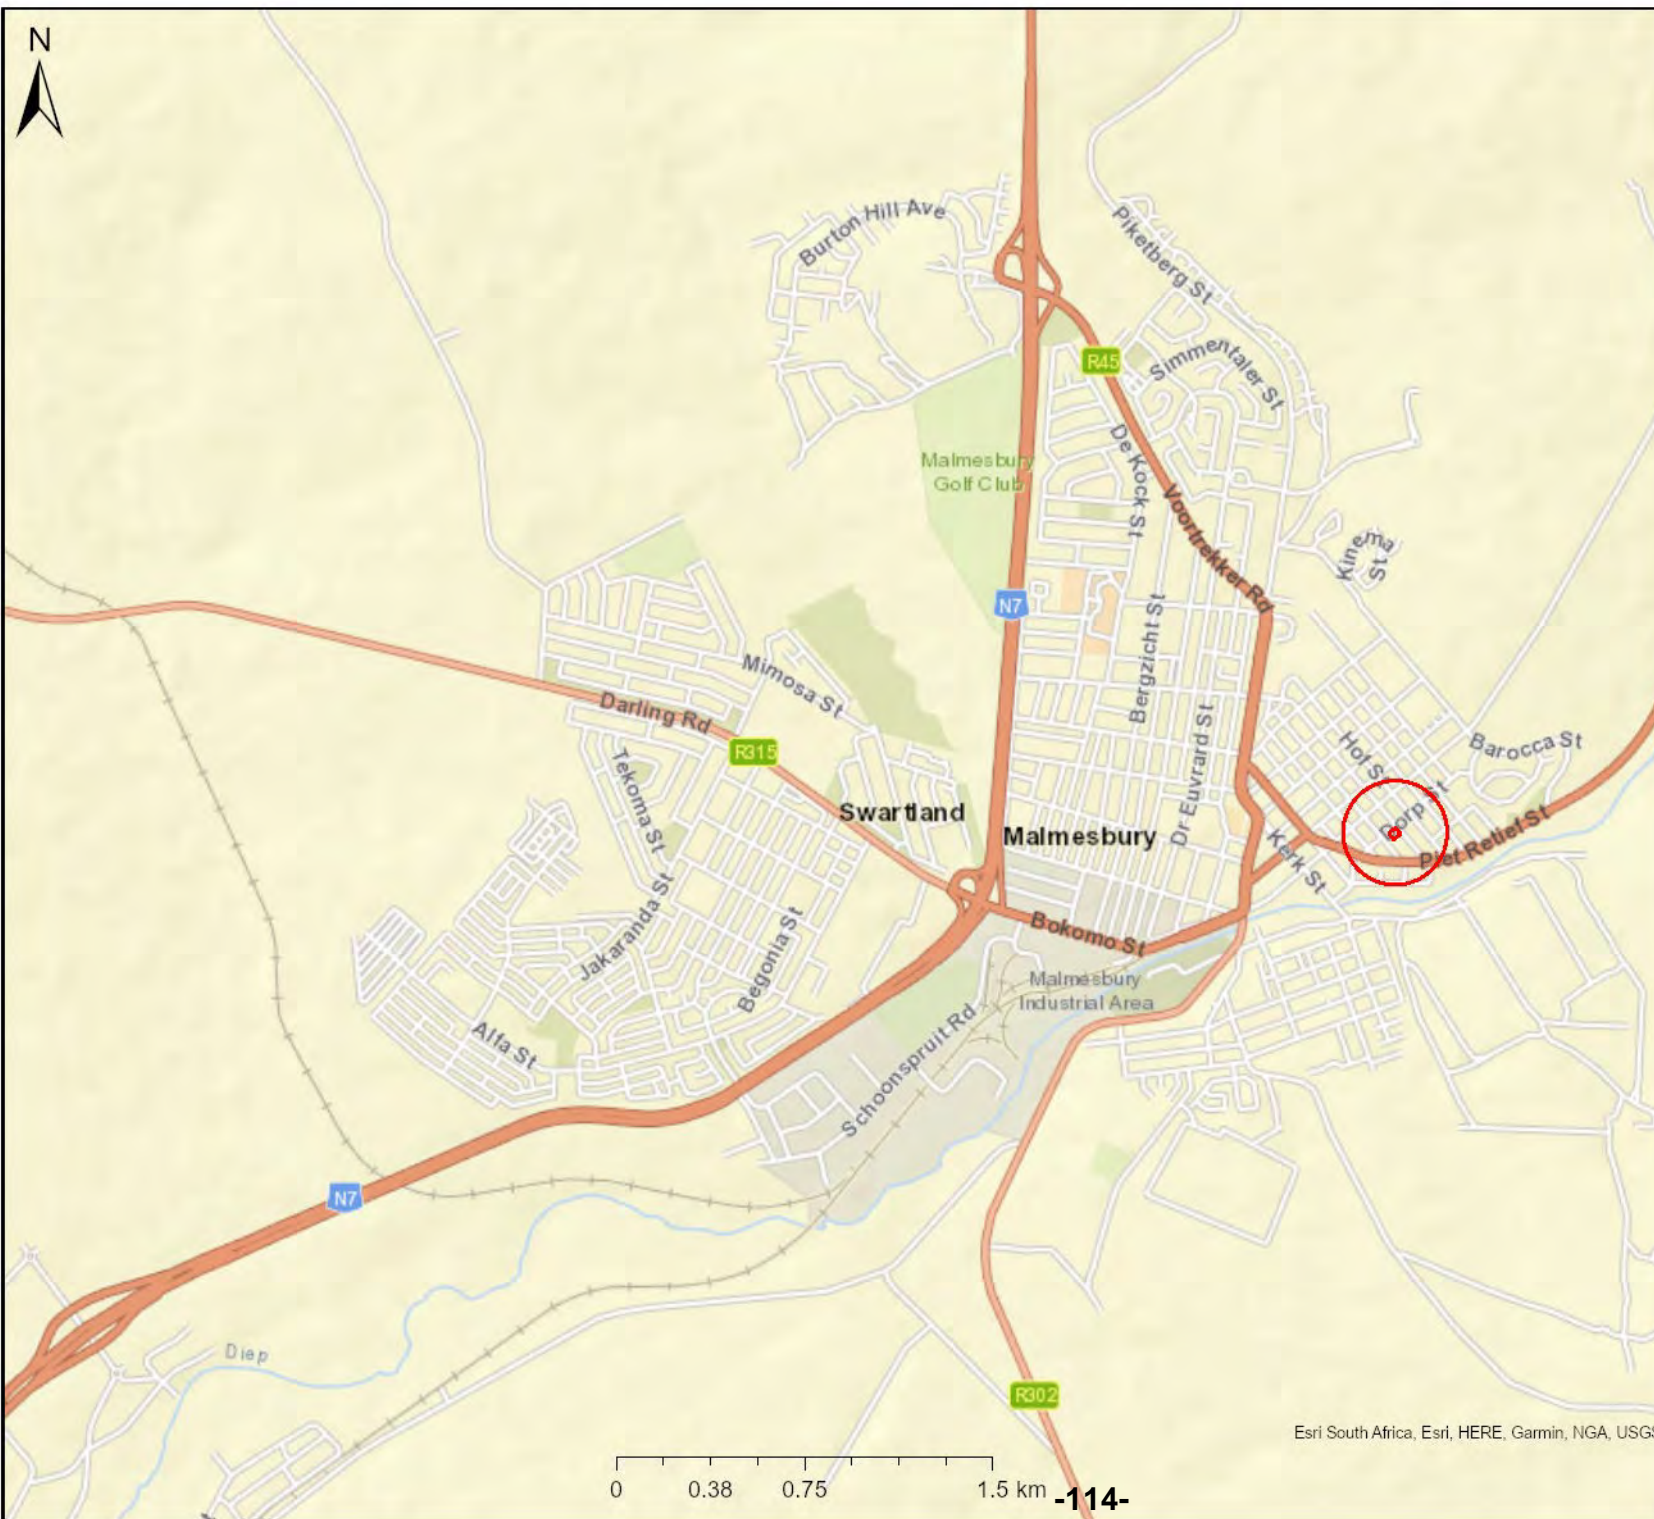 N
Burton Hill Ave
Piketberg St
R45
Simmentaler St
Malmesbury
Golf Club
De Kock St
Voortrekker Rd
Kinema
St
N7
Bergzicht St
Mimosa St
Darling Rd
R315
Dr Euvrard St
Hof St
Barocca St
Tekoma St
Swartland
Malmesbury
Dorp St
Piet Retief St
Kerk St
Jakaranda St
Begonia St
Bokomo St
Malmesbury
Industrial Area
Alfa St
Schoonspruit Rd
N7
Diep
R302
Esri South Africa, Esri, HERE, Garmin, NGA, USGS
0 0.38 0.75 1.5 km
-114-